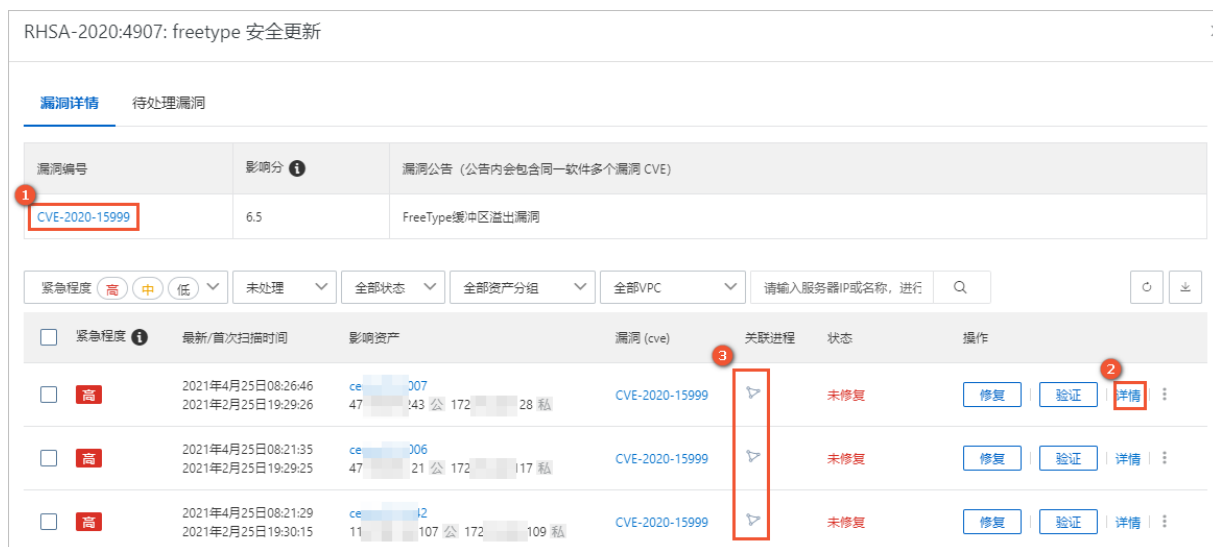 RHSA-2020:4907: freetype 安全更新
漏洞详情 待处理漏洞
漏洞编号 影响分 漏洞公告 (公告内会包含同一软件多个漏洞 CVE)
1
CVE-2020-15999 6.5 FreeType缓冲区溢出漏洞
紧急程度 高 中 低 未处理 全部状态 全部资产分组 全部VPC 请输入服务器IP或名称, 进行
紧急程度 最新/首次扫描时间 影响资产 漏洞 (cve) 关联进程 状态 操作
3
2
高 2021年4月25日08:26:46 ce 007 CVE-2020-15999 未修复 修复 验证 详情
2021年2月25日19:29:26 47 243 公 172 28 私
高 2021年4月25日08:21:35 ce 006 CVE-2020-15999 未修复 修复 验证 详情
2021年2月25日19:29:25 47 21 公 172 117 私
高 2021年4月25日08:21:29 ce 2 CVE-2020-15999 未修复 修复 验证 详情
2021年2月25日19:30:15 11 107 公 172 109 私